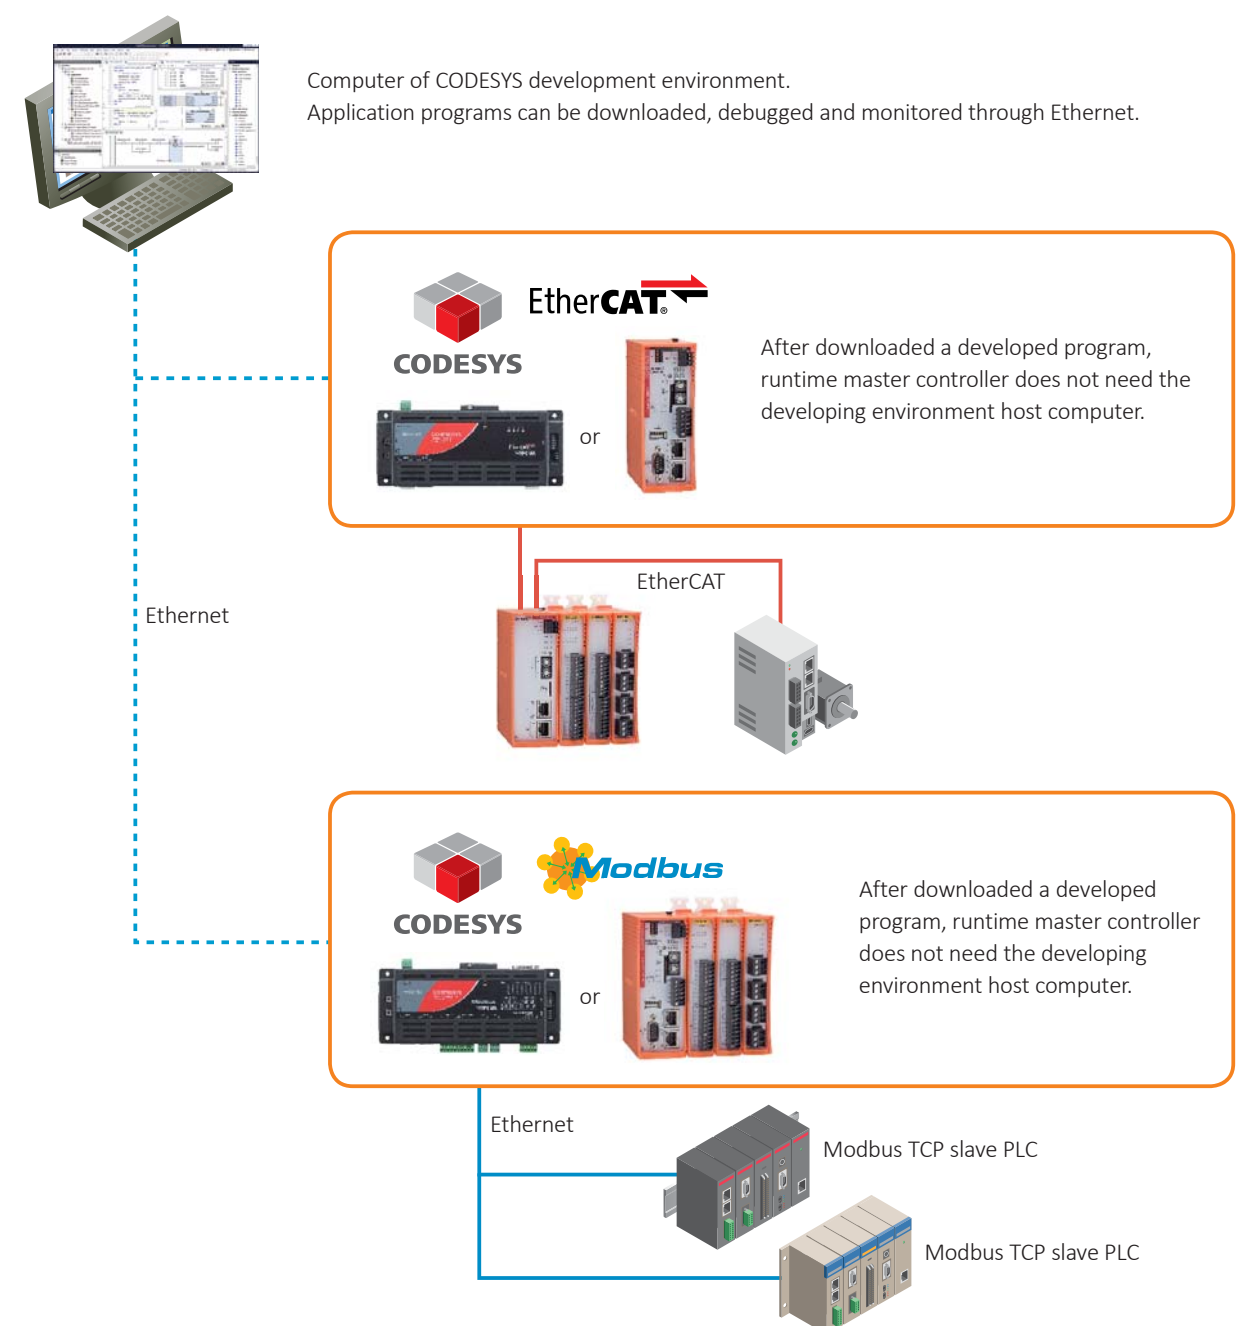 Computer of CODESYS development environment.
Application programs can be downloaded, debugged and monitored through Ethernet.
EtherCAT®
CODESYS
After downloaded a developed program,
runtime master controller does not need the
developing environment host computer.
or
EtherCAT
Ethernet
Modbus
CODESYS
After downloaded a developed
program, runtime master controller
does not need the developing
environment host computer.
or
Ethernet
Modbus TCP slave PLC
Modbus TCP slave PLC